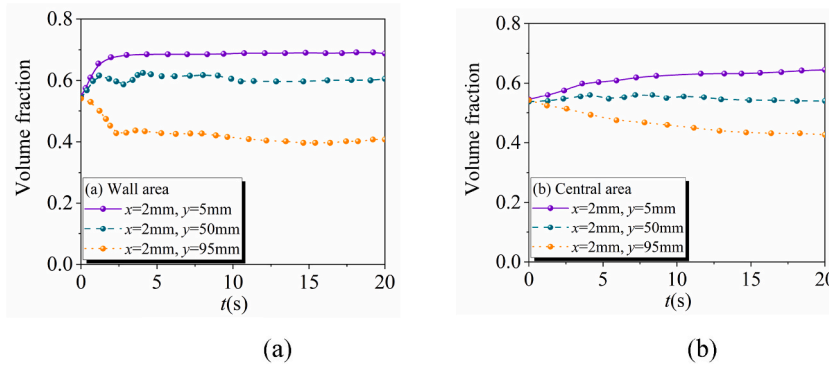 (a)
0.8
0.6
0.4
0.2
0.0
Volume fraction
(a) Wall area
x=2mm, y=5mm
x=2mm, y=50mm
x=2mm, y=95mm
0 5 10 15 20
t(s)
(a)
(b)
0.8
0.6
0.4
0.2
0.0
Volume fraction
(b) Central area
x=2mm, y=5mm
x=2mm, y=50mm
x=2mm, y=95mm
0 5 10 15 20
t(s)
(b)